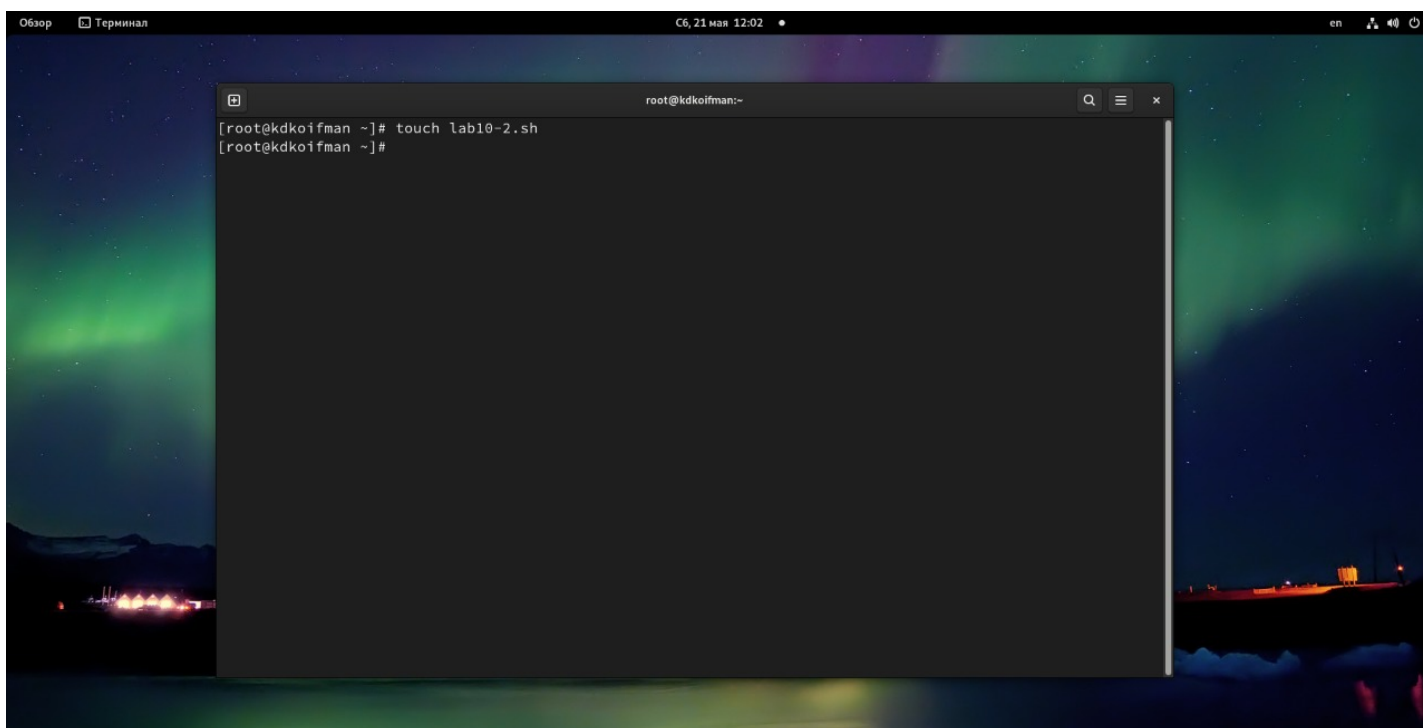 Обзор Терминал Сб, 21 мая 12:02 en
root@kdkoifman:~
[root@kdkoifman ~]# touch lab10-2.sh
[root@kdkoifman ~]#